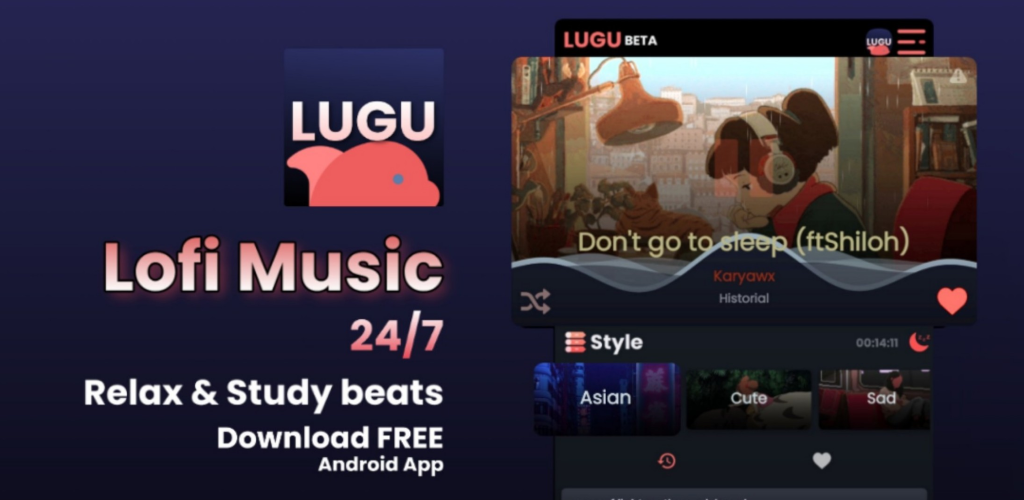 LUGU
Lofi Music
24/7
Relax & Study beats
Download FREE
Android App
LUGU BETA
LUGU
Don't go to sleep (ftShiloh)
Karyawx
Historial
Style
00:14:11
Asian
Cute
Sad